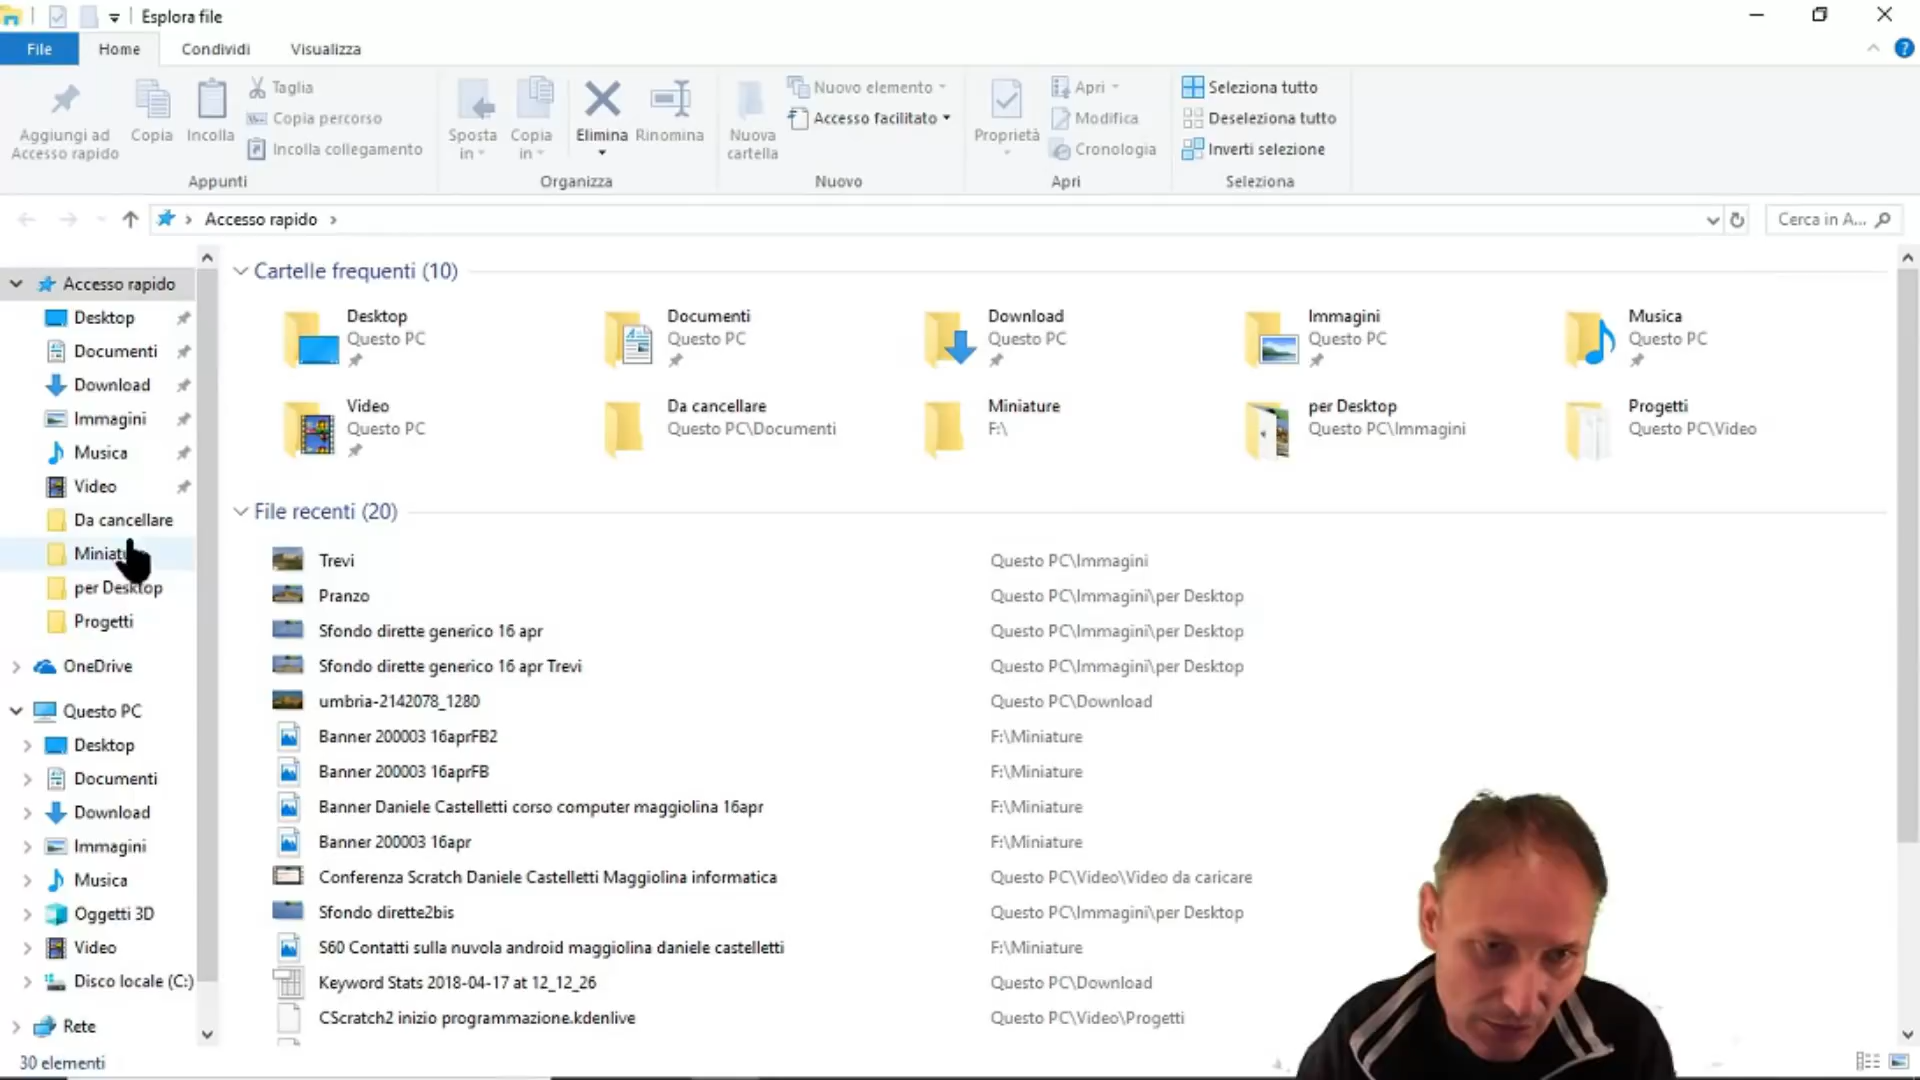 Esplora file
File
Home
Condividi
Visualizza
?
Aggiungi ad
Accesso rapido
Copia
Incolla
Taglia
Copia percorso
Incolla collegamento
Appunti
Sposta
in
Copia
in
Elimina
Rinomina
Organizza
Nuova
cartella
Nuovo elemento
Accesso facilitato
Nuovo
Proprietà
Apri
Modifica
Cronologia
Apri
Seleziona tutto
Deseleziona tutto
Inverti selezione
Seleziona
Accesso rapido
Cerca in A...
Accesso rapido
Desktop
Documenti
Download
Immagini
Musica
Video
Da cancellare
per Desktop
Progetti
OneDrive
Questo PC
Desktop
Documenti
Download
Immagini
Musica
Oggetti 3D
Video
Disco locale (C:)
Rete
Cartelle frequenti (10)
Desktop
Questo PC
Documenti
Questo PC
Download
Questo PC
Immagini
Questo PC
Musica
Questo PC
Video
Questo PC
Da cancellare
Questo PC\Documenti
Miniature
F:\
per Desktop
Questo PC\Immagini
Progetti
Questo PC\Video
File recenti (20)
Trevi Questo PC\Immagini
Pranzo Questo PC\Immagini\per Desktop
Sfondo dirette generico 16 apr Questo PC\Immagini\per Desktop
Sfondo dirette generico 16 apr Trevi Questo PC\Immagini\per Desktop
umbria-2142078_1280 Questo PC\Download
Banner 200003 16aprFB2 F:\Miniature
Banner 200003 16aprFB F:\Miniature
Banner Daniele Castelletti corso computer maggiolina 16apr F:\Miniature
Banner 200003 16apr F:\Miniature
Conferenza Scratch Daniele Castelletti Maggiolina informatica Questo PC\Video\Video da caricare
Sfondo dirette2bis Questo PC\Immagini\per Desktop
S60 Contatti sulla nuvola android maggiolina daniele castelletti F:\Miniature
Keyword Stats 2018-04-17 at 12_12_26 Questo PC\Download
CScratch2 inizio programmazione.kdenlive Questo PC\Video\Progetti
30 elementi